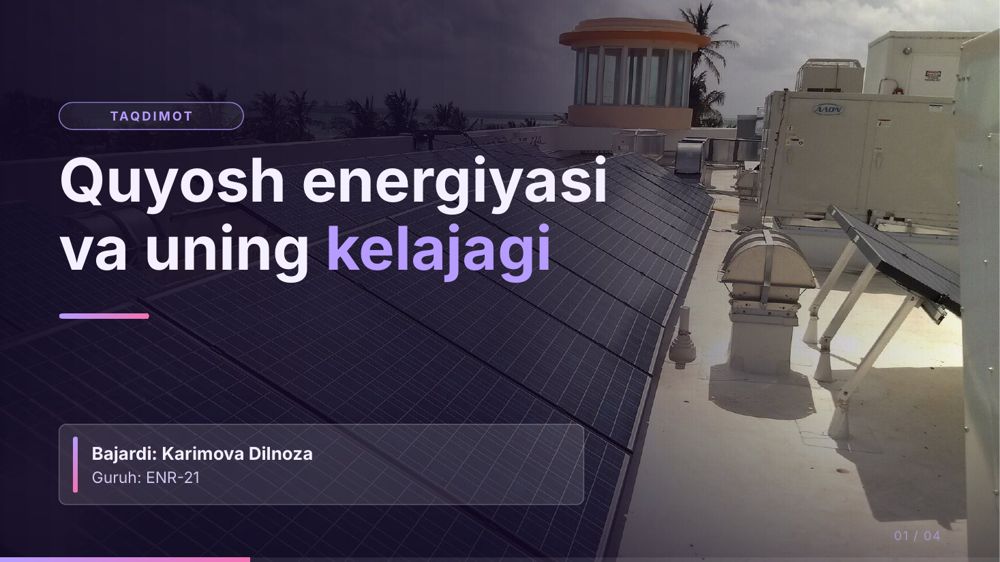 TAQDIMOT
Quyosh energiyasi
va uning kelajagi
Bajardi: Karimova Dilnoza
Guruh: ENR-21
AAON
01 / 04